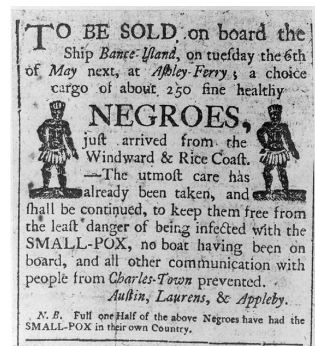 TO BE SOLD on board the
Ship Bance-Island, on tuesday the 6th
of May next, at Ashley-Ferry; a choice
cargo of about 250 fine healthy
NEGROES,
just arrived from the
Windward & Rice Coast.
—The utmost care has
already been taken, and
shall be continued, to keep them free from
the least danger of being infected with the
SMALL-POX, no boat having been on
board, and all other communication with
people from Charles-Town prevented.
Austin, Laurens, & Appleby.
N. B. Full one Half of the above Negroes have had the
SMALL-POX in their own Country.